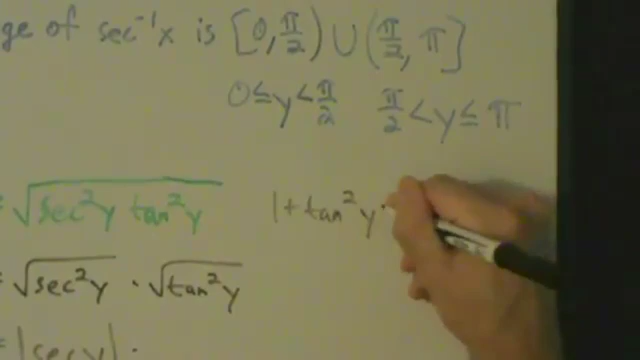 ge of sec⁻¹x is [0, π/2) ∪ (π/2, π]
0 ≤ y < π/2   π/2 < y ≤ π
= √(sec²y tan²y)   1 + tan²y
= √(sec²y) · √(tan²y)
= |sec y| ·